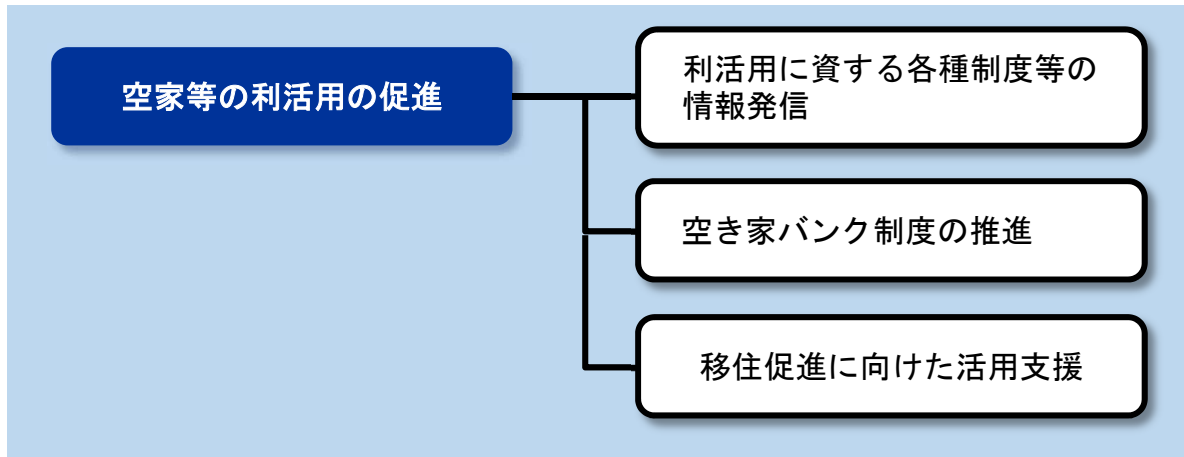 空家等の利活用の促進
利活用に資する各種制度等の
情報発信
空き家バンク制度の推進
移住促進に向けた活用支援